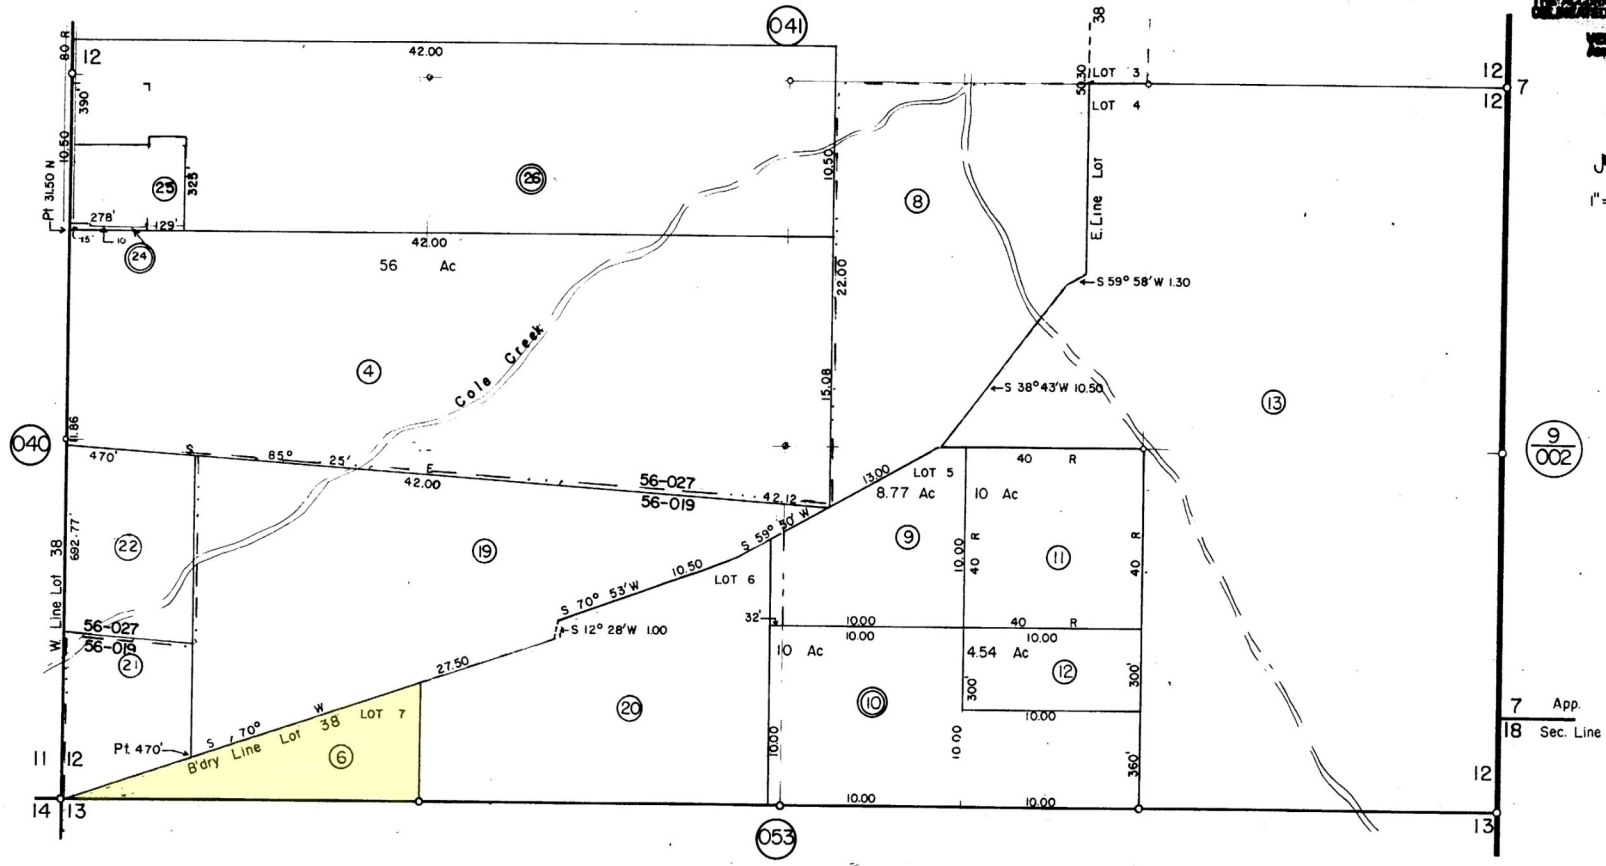 041
38
80 R
12
42.00
50.30
LOT 3
LOT 4
12
7
12
390'
10.50
Pt 31.50 N
25
325'
26
10.50
8
E. Line Lot
1"=
278'
129'
15'
10
24
42.00
56 Ac
22.00
S 59° 58' W 1.30
Cole Creek
4
15.08
S 38° 43' W 10.50
13
040
11.86
9
002
470'
S 85° 25' E
42.00
56-027
56-019
42.12
13.00
LOT 5
8.77 Ac
40 R
10 Ac
W. Line Lot 38
692.77'
22
19
S 59° 50' W
9
10.00
40 R
11
40 R
10.50
LOT 6
S 70° 53' W
32'
S 12° 28' W 1.00
10.00
10.00
40 R
10.00
56-027
56-019
21
10 Ac
4.54 Ac
12
300'
300'
27.50
20
10
10.00
S 70° W
B'dry Line Lot 38
LOT 7
6
Pt. 470'
10.00
10.00
360'
7 App.
18 Sec. Line
11
12
14
13
10.00
10.00
12
13
053